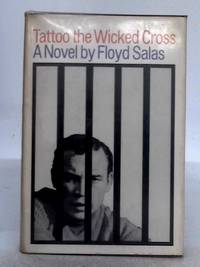 Tattoo the Wicked Cross
A Novel by Floyd Salas